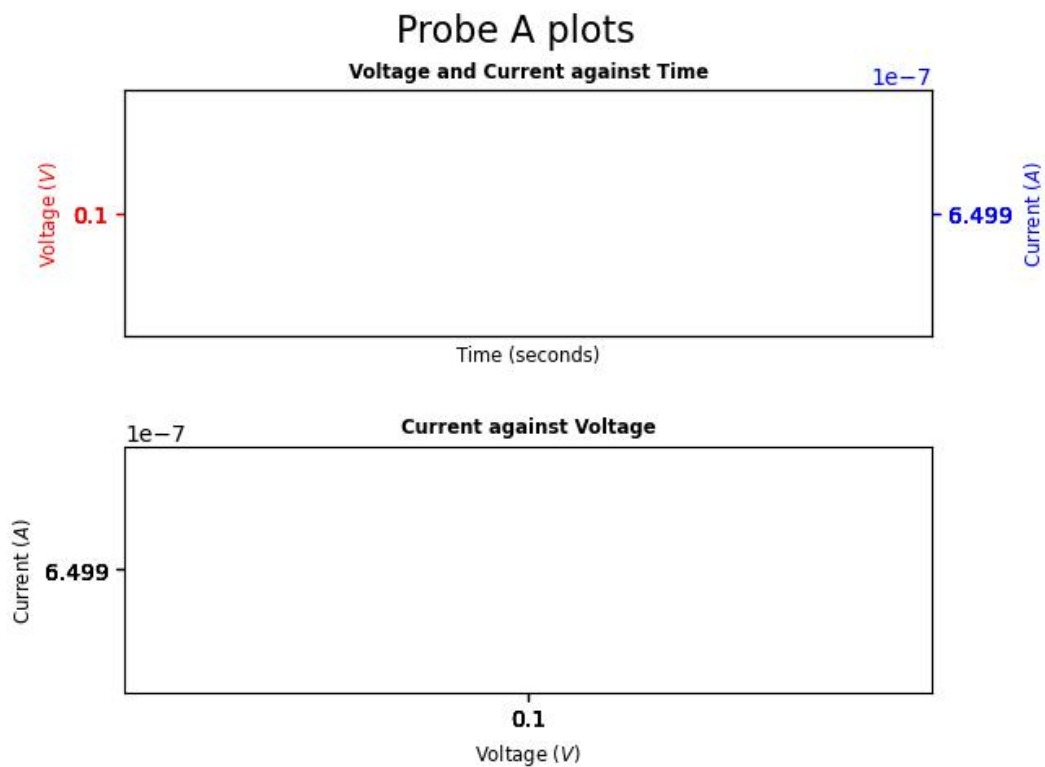 Probe A plots
Voltage and Current against Time
1e−7
Voltage (V)
0.1
6.499
Current (A)
Time (seconds)
Current against Voltage
1e−7
Current (A)
6.499
0.1
Voltage (V)